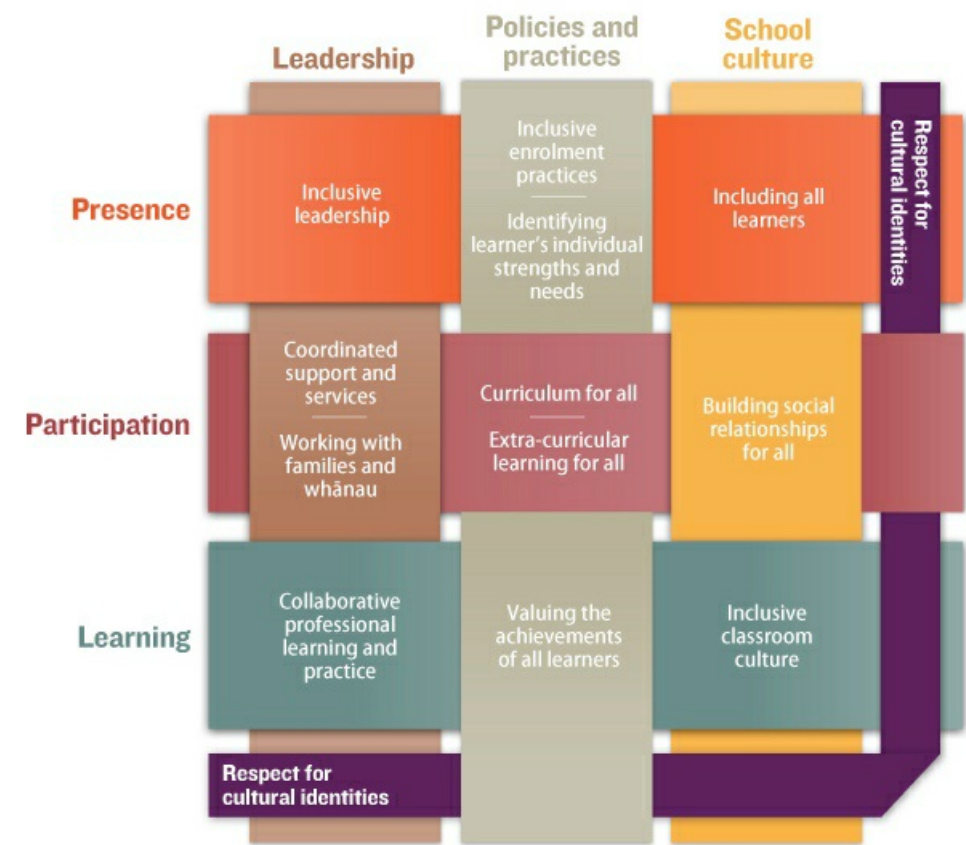 Leadership
Policies and
practices
School
culture
Respect for
cultural identities
Presence
Inclusive
leadership
Inclusive
enrolment
practices
Identifying
learner's individual
strengths and
needs
Including all
learners
Participation
Coordinated
support and
services
Working with
families and
whānau
Curriculum for all
Extra-curricular
learning for all
Building social
relationships
for all
Learning
Collaborative
professional
learning and
practice
Valuing the
achievements
of all learners
Inclusive
classroom
culture
Respect for
cultural identities